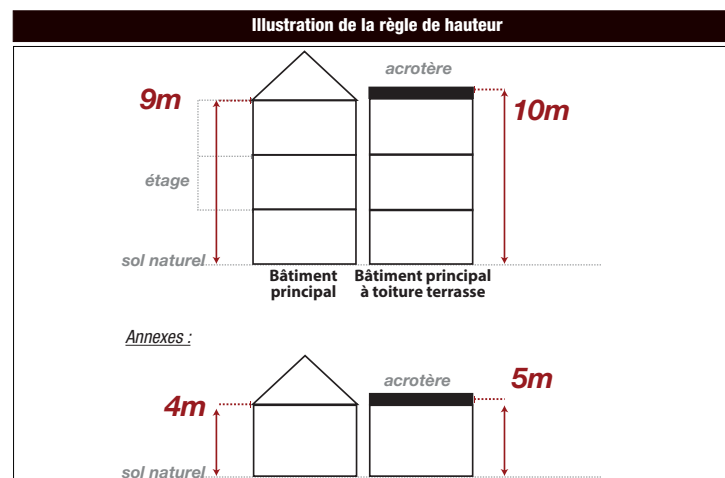 Illustration de la règle de hauteur
acrotère
9m
10m
étage
sol naturel
Bâtiment principal
Bâtiment principal à toiture terrasse
Annexes :
acrotère
5m
4m
sol naturel